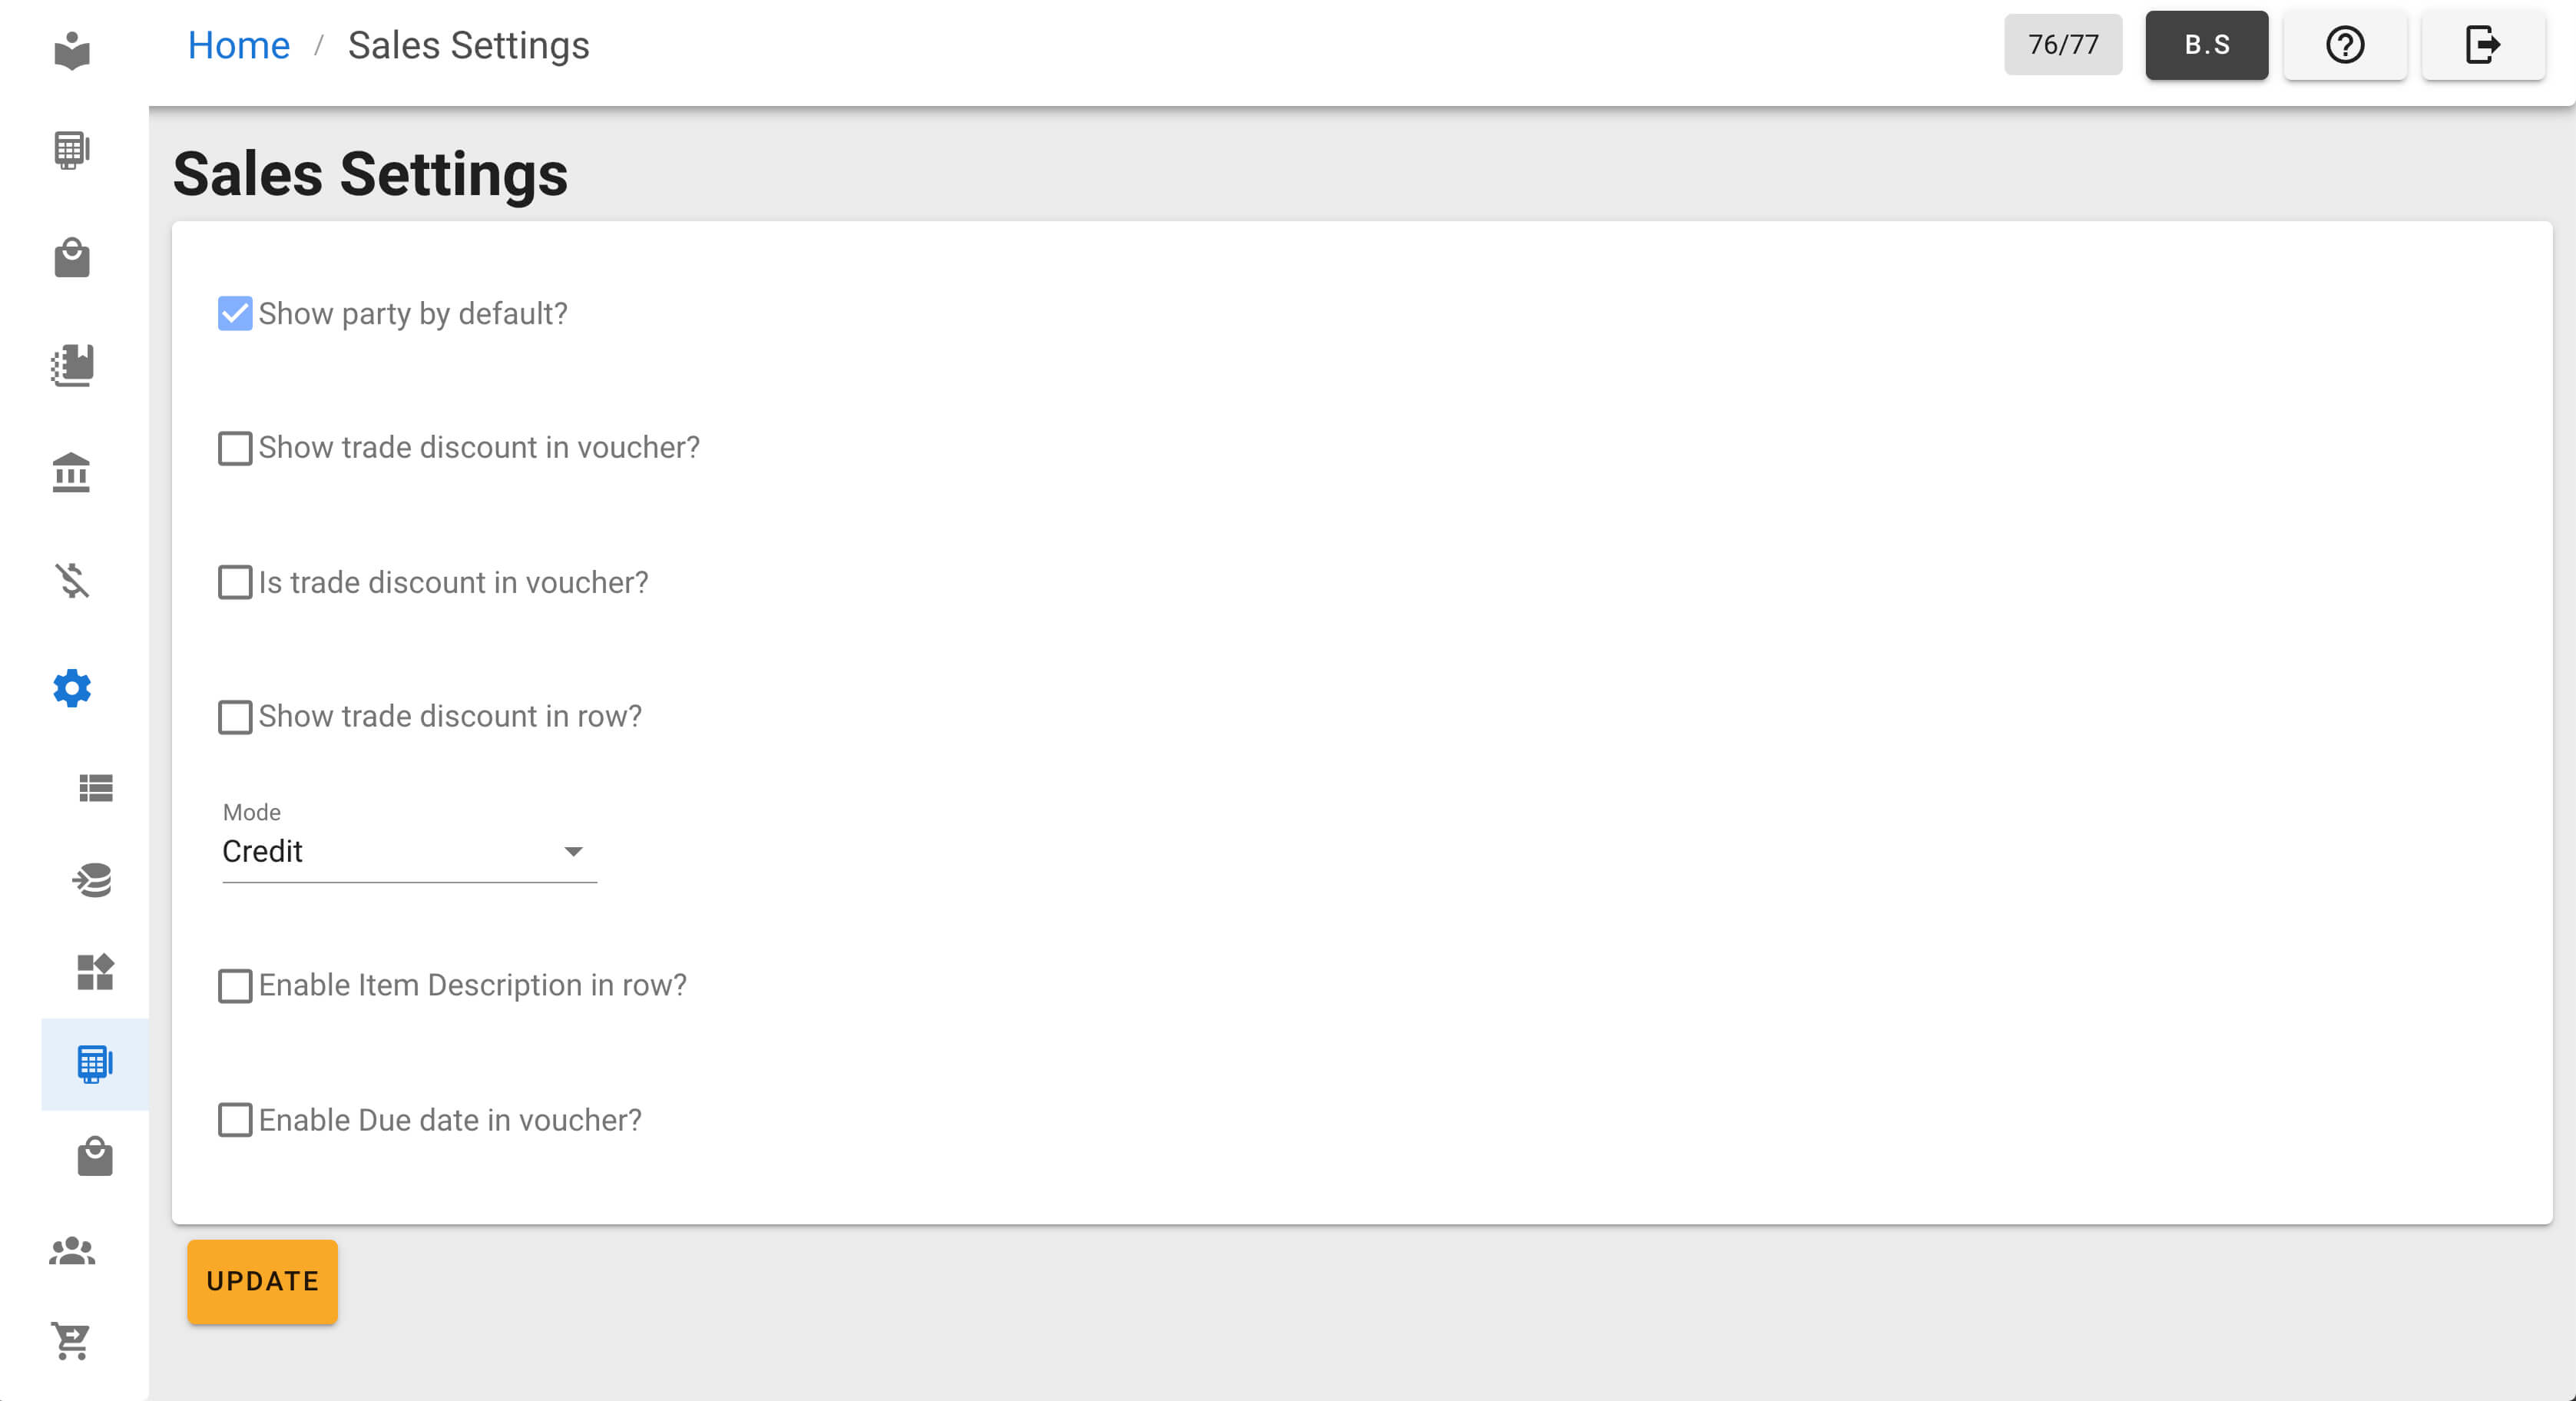 Home / Sales Settings
76/77
B.S
Sales Settings
Show party by default?
Show trade discount in voucher?
Is trade discount in voucher?
Show trade discount in row?
Mode
Credit
Enable Item Description in row?
Enable Due date in voucher?
UPDATE